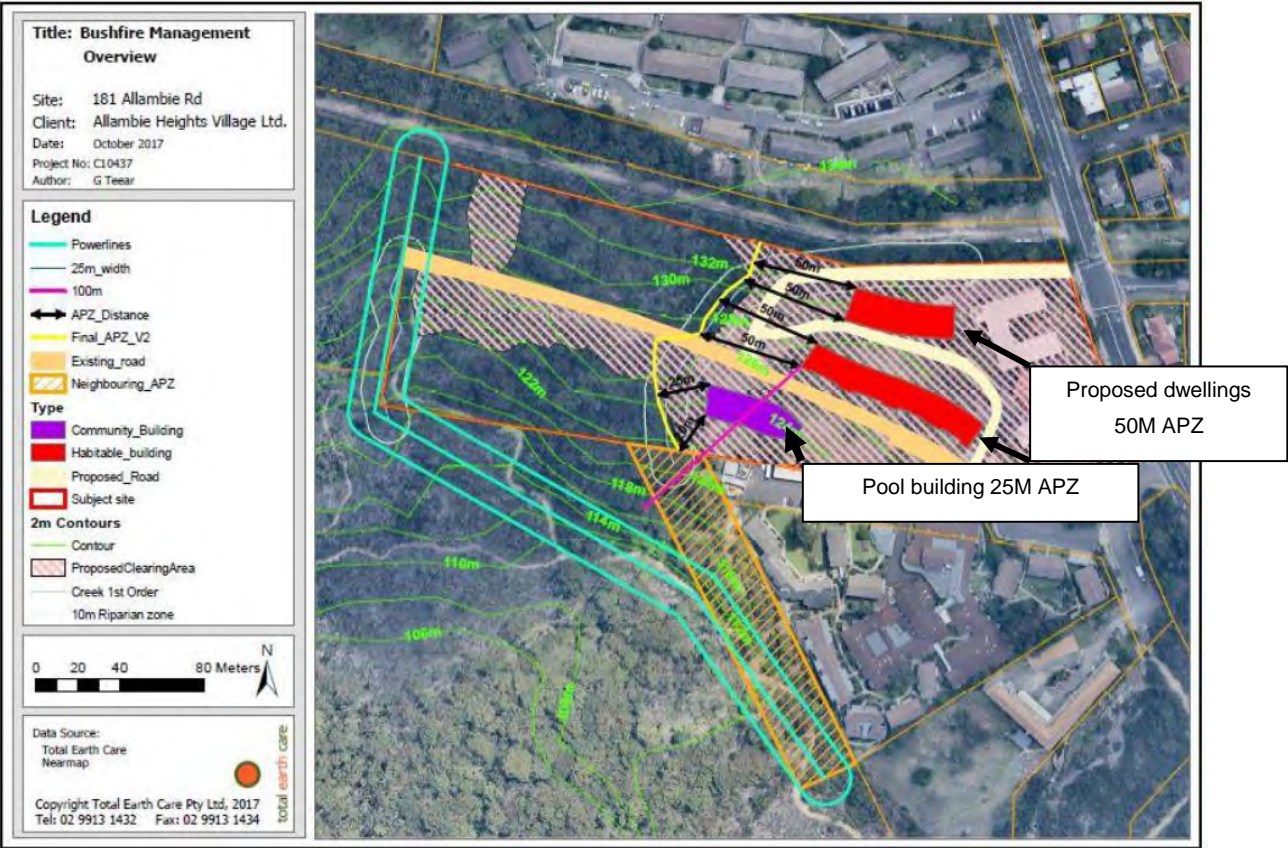 Title: Bushfire Management
Overview
Site: 181 Allambie Rd
Client: Allambie Heights Village Ltd.
Date: October 2017
Project No: C10437
Author: G Teear
Legend
Powerlines
25m_width
100m
APZ_Distance
Final_APZ_V2
Existing_road
Neighbouring_APZ
Type
Community_Building
Habitable_building
Proposed_Road
Subject site
2m Contours
Contour
ProposedClearingArea
Creek 1st Order
10m Riparian zone
N
0 20 40 80 Meters
Data Source:
Total Earth Care
Nearmap
total earth care
Copyright Total Earth Care Pty Ltd, 2017
Tel: 02 9913 1432 Fax: 02 9913 1434
132m
130m
50m
50m
50m
50m
122m
25m
118m
114m
110m
106m
Proposed dwellings
50M APZ
Pool building 25M APZ